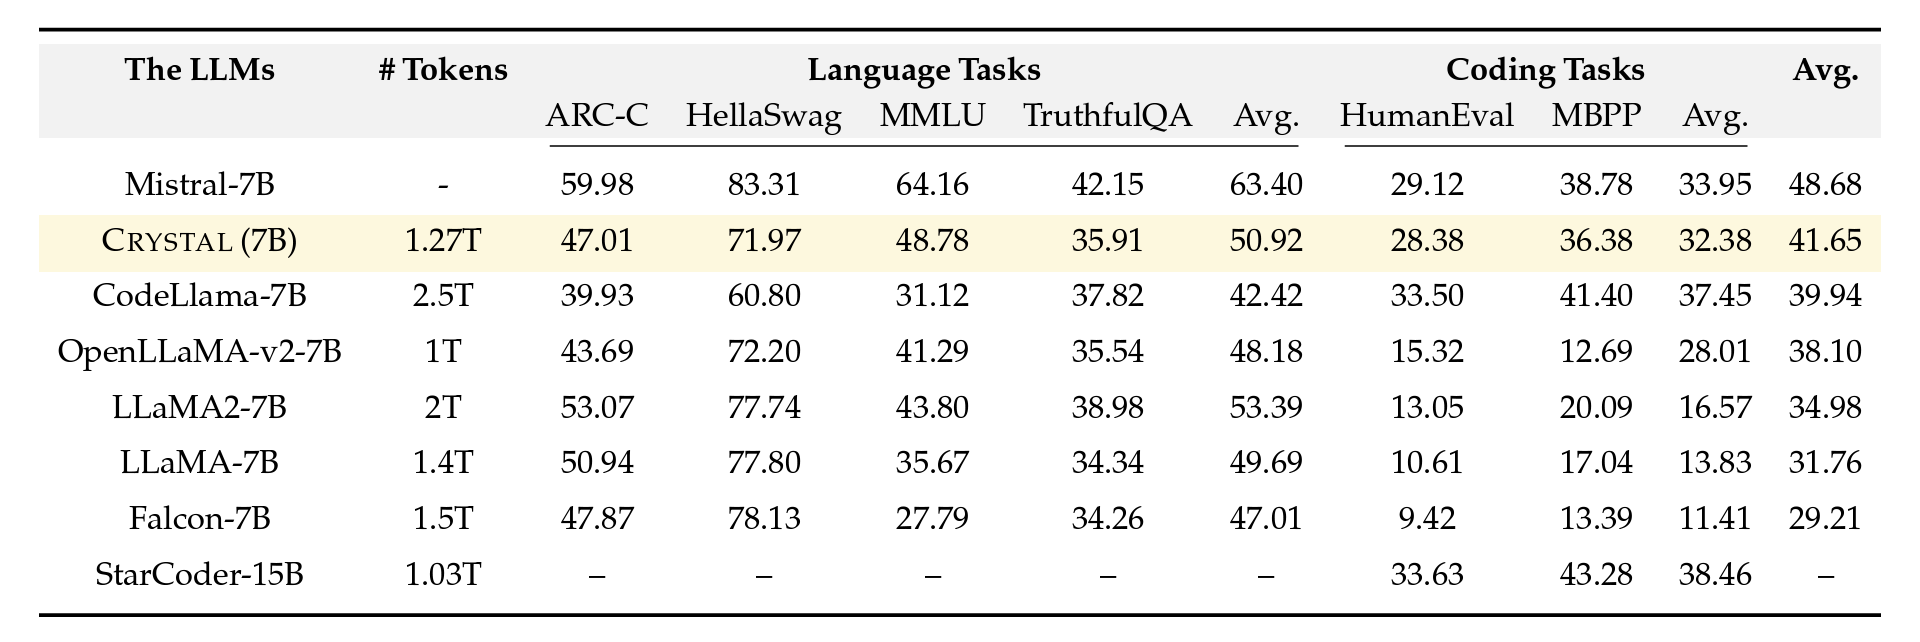 The LLMs # Tokens Language Tasks Coding Tasks Avg.
ARC-C HellaSwag MMLU TruthfulQA Avg. HumanEval MBPP Avg.
Mistral-7B - 59.98 83.31 64.16 42.15 63.40 29.12 38.78 33.95 48.68
CRYSTAL (7B) 1.27T 47.01 71.97 48.78 35.91 50.92 28.38 36.38 32.38 41.65
CodeLlama-7B 2.5T 39.93 60.80 31.12 37.82 42.42 33.50 41.40 37.45 39.94
OpenLLaMA-v2-7B 1T 43.69 72.20 41.29 35.54 48.18 15.32 12.69 28.01 38.10
LLaMA2-7B 2T 53.07 77.74 43.80 38.98 53.39 13.05 20.09 16.57 34.98
LLaMA-7B 1.4T 50.94 77.80 35.67 34.34 49.69 10.61 17.04 13.83 31.76
Falcon-7B 1.5T 47.87 78.13 27.79 34.26 47.01 9.42 13.39 11.41 29.21
StarCoder-15B 1.03T – – – – – 33.63 43.28 38.46 –